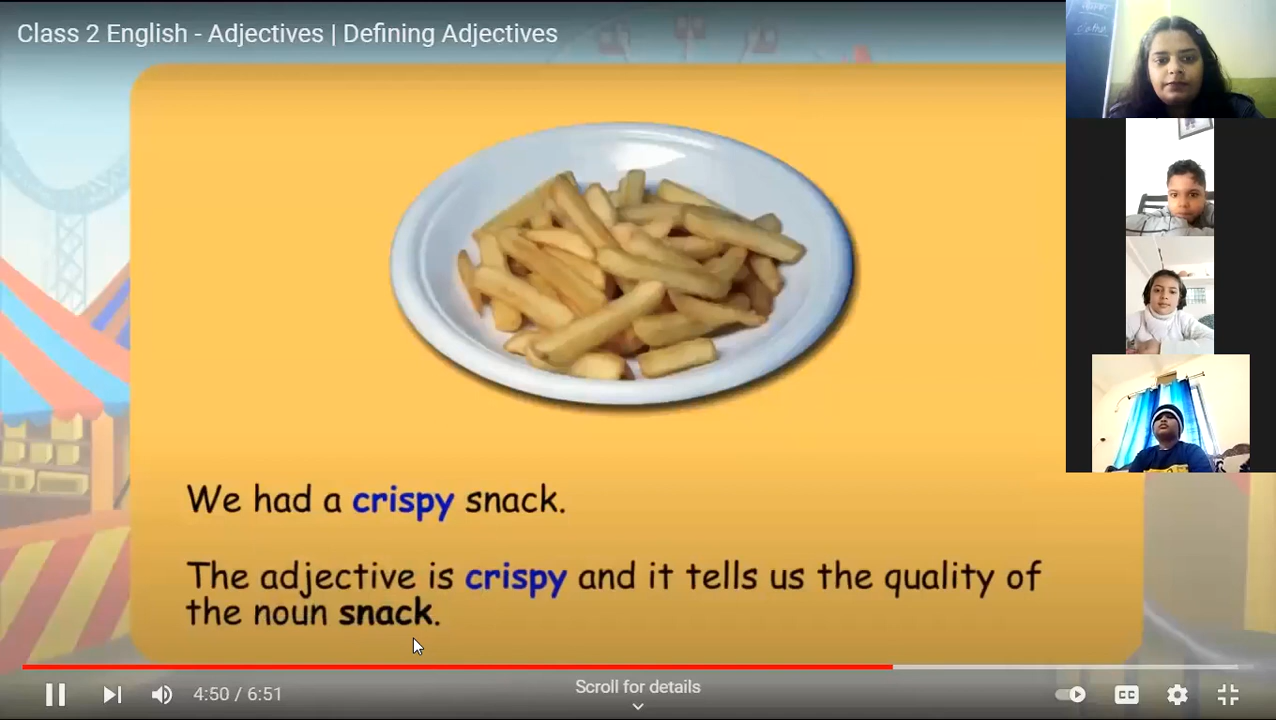 Class 2 English - Adjectives | Defining Adjectives
We had a crispy snack.
The adjective is crispy and it tells us the quality of
the noun snack.
4:50 / 6:51
Scroll for details
CC